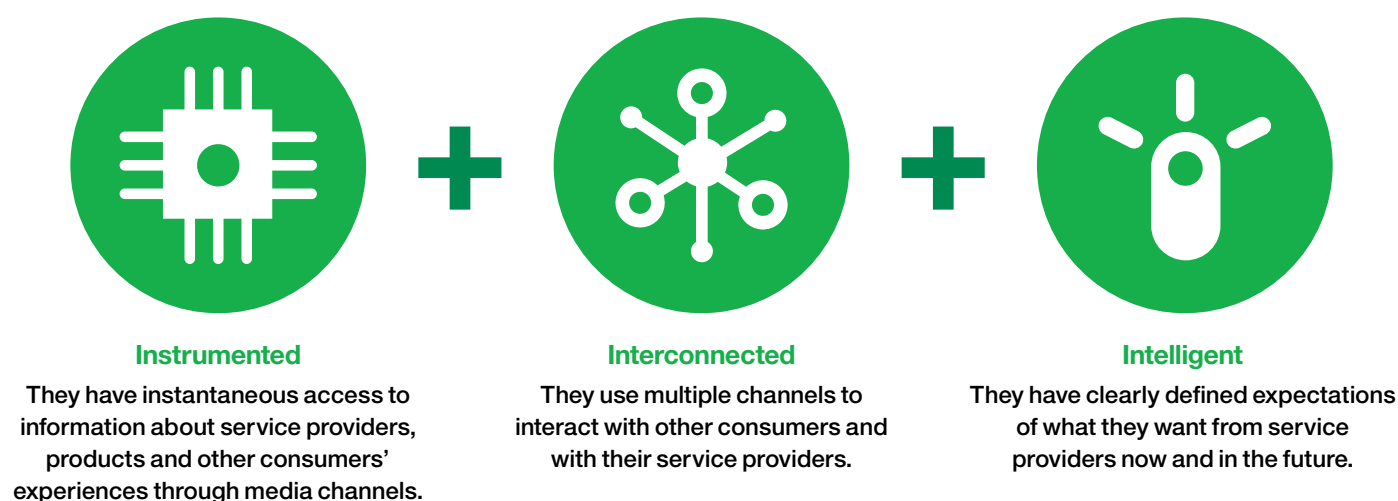 Instrumented
They have instantaneous access to
information about service providers,
products and other consumers’
experiences through media channels.
Interconnected
They use multiple channels to
interact with other consumers and
with their service providers.
Intelligent
They have clearly defined expectations
of what they want from service
providers now and in the future.